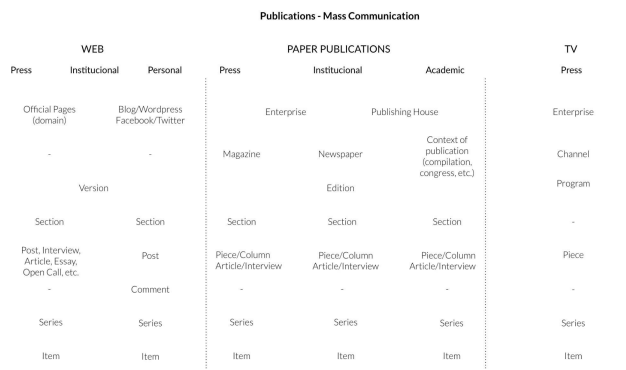 Publications - Mass Communication
WEB PAPER PUBLICATIONS TV
Press Institucional Personal Press Institucional Academic Press
Official Pages
(domain)
Blog/Wordpress
Facebook/Twitter
Enterprise Publishing House Enterprise
- - Magazine Newspaper
Context of
publication
(compilation,
congress, etc.)
Channel
Version Edition Program
Section Section Section Section Section -
Post, Interview,
Article, Essay,
Open Call, etc.
Post
Piece/Column
Article/Interview
Piece/Column
Article/Interview
Piece/Column
Article/Interview
Piece
- Comment - - - -
Series Series Series Series Series Series
Item Item Item Item Item Item